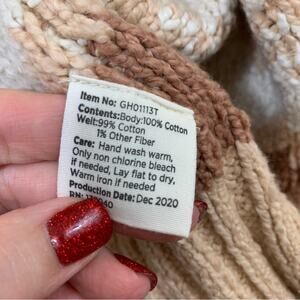 Item No: GH01113T
Contents:Body:100% Cotton
Welt:99% Cotton
1% Other Fiber
Care: Hand wash warm,
Only non chlorine bleach
if needed, Lay flat to dry,
Warm iron if needed
Production Date: Dec 2020
RN: